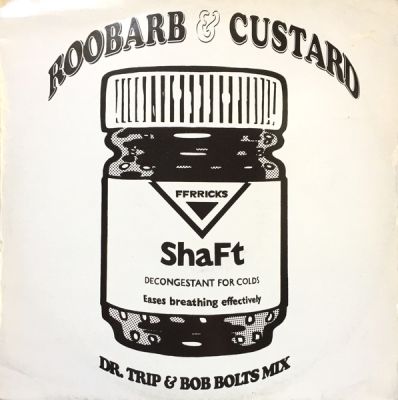 ROOBARB & CUSTARD
FFRRICKS
ShaFt
DECONGESTANT FOR COLDS
Eases breathing effectively
DR. TRIP & BOB BOLTS MIX